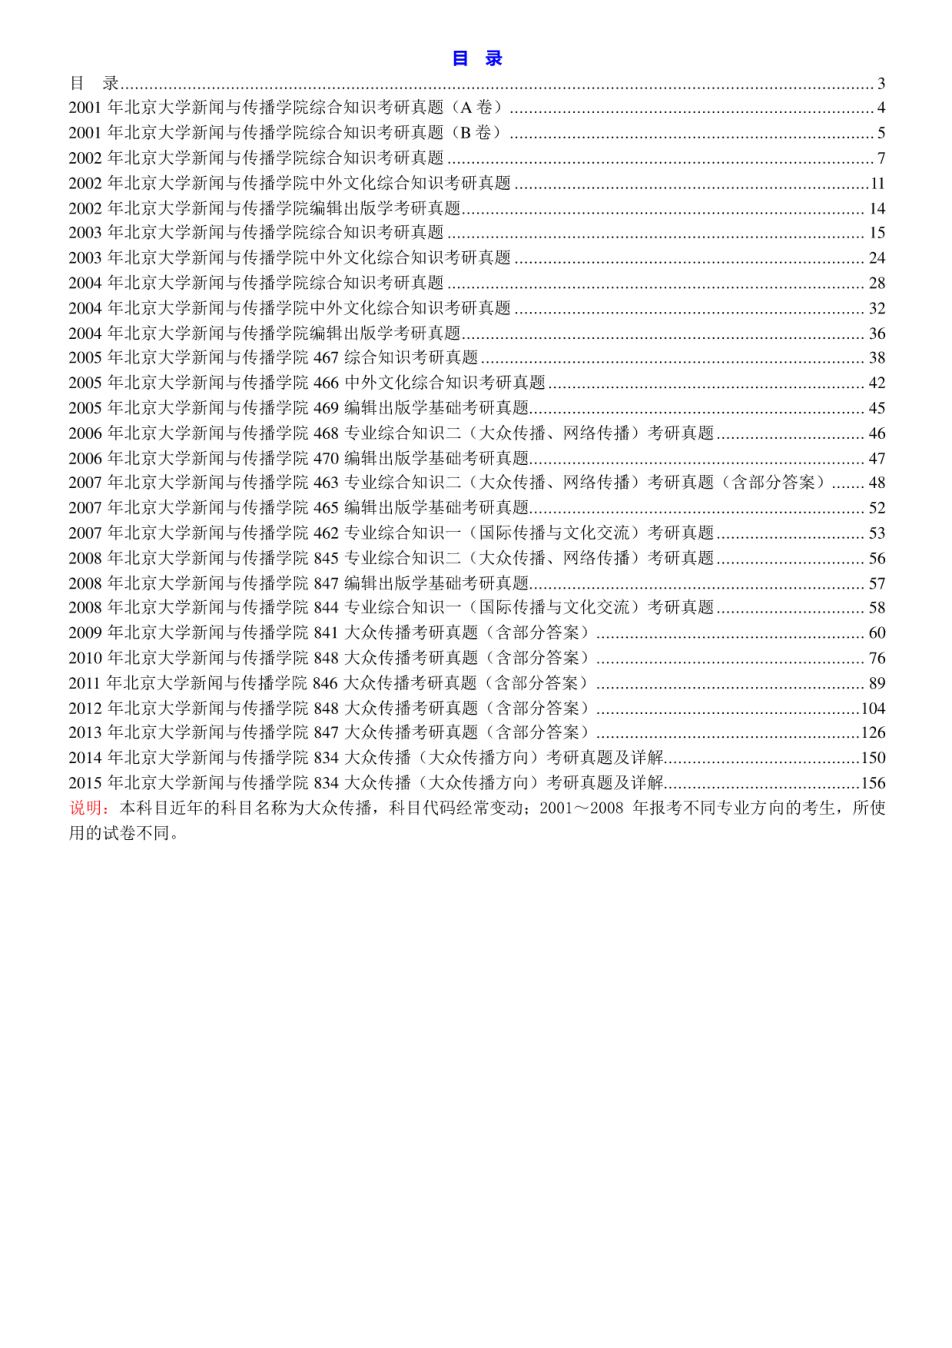 目 录
目 录 3
2001 年北京大学新闻与传播学院综合知识考研真题（A 卷） 4
2001 年北京大学新闻与传播学院综合知识考研真题（B 卷） 5
2002 年北京大学新闻与传播学院综合知识考研真题 7
2002 年北京大学新闻与传播学院中外文化综合知识考研真题 11
2002 年北京大学新闻与传播学院编辑出版学考研真题 14
2003 年北京大学新闻与传播学院综合知识考研真题 15
2003 年北京大学新闻与传播学院中外文化综合知识考研真题 24
2004 年北京大学新闻与传播学院综合知识考研真题 28
2004 年北京大学新闻与传播学院中外文化综合知识考研真题 32
2004 年北京大学新闻与传播学院编辑出版学考研真题 36
2005 年北京大学新闻与传播学院 467 综合知识考研真题 38
2005 年北京大学新闻与传播学院 466 中外文化综合知识考研真题 42
2005 年北京大学新闻与传播学院 469 编辑出版学基础考研真题 45
2006 年北京大学新闻与传播学院 468 专业综合知识二（大众传播、网络传播）考研真题 46
2006 年北京大学新闻与传播学院 470 编辑出版学基础考研真题 47
2007 年北京大学新闻与传播学院 463 专业综合知识二（大众传播、网络传播）考研真题（含部分答案） 48
2007 年北京大学新闻与传播学院 465 编辑出版学基础考研真题 52
2007 年北京大学新闻与传播学院 462 专业综合知识一（国际传播与文化交流）考研真题 53
2008 年北京大学新闻与传播学院 845 专业综合知识二（大众传播、网络传播）考研真题 56
2008 年北京大学新闻与传播学院 847 编辑出版学基础考研真题 57
2008 年北京大学新闻与传播学院 844 专业综合知识一（国际传播与文化交流）考研真题 58
2009 年北京大学新闻与传播学院 841 大众传播考研真题（含部分答案） 60
2010 年北京大学新闻与传播学院 848 大众传播考研真题（含部分答案） 76
2011 年北京大学新闻与传播学院 846 大众传播考研真题（含部分答案） 89
2012 年北京大学新闻与传播学院 848 大众传播考研真题（含部分答案） 104
2013 年北京大学新闻与传播学院 847 大众传播考研真题（含部分答案） 126
2014 年北京大学新闻与传播学院 834 大众传播（大众传播方向）考研真题及详解 150
2015 年北京大学新闻与传播学院 834 大众传播（大众传播方向）考研真题及详解 156
说明：本科目近年的科目名称为大众传播，科目代码经常变动；2001～2008 年报考不同专业方向的考生，所使
用的试卷不同。